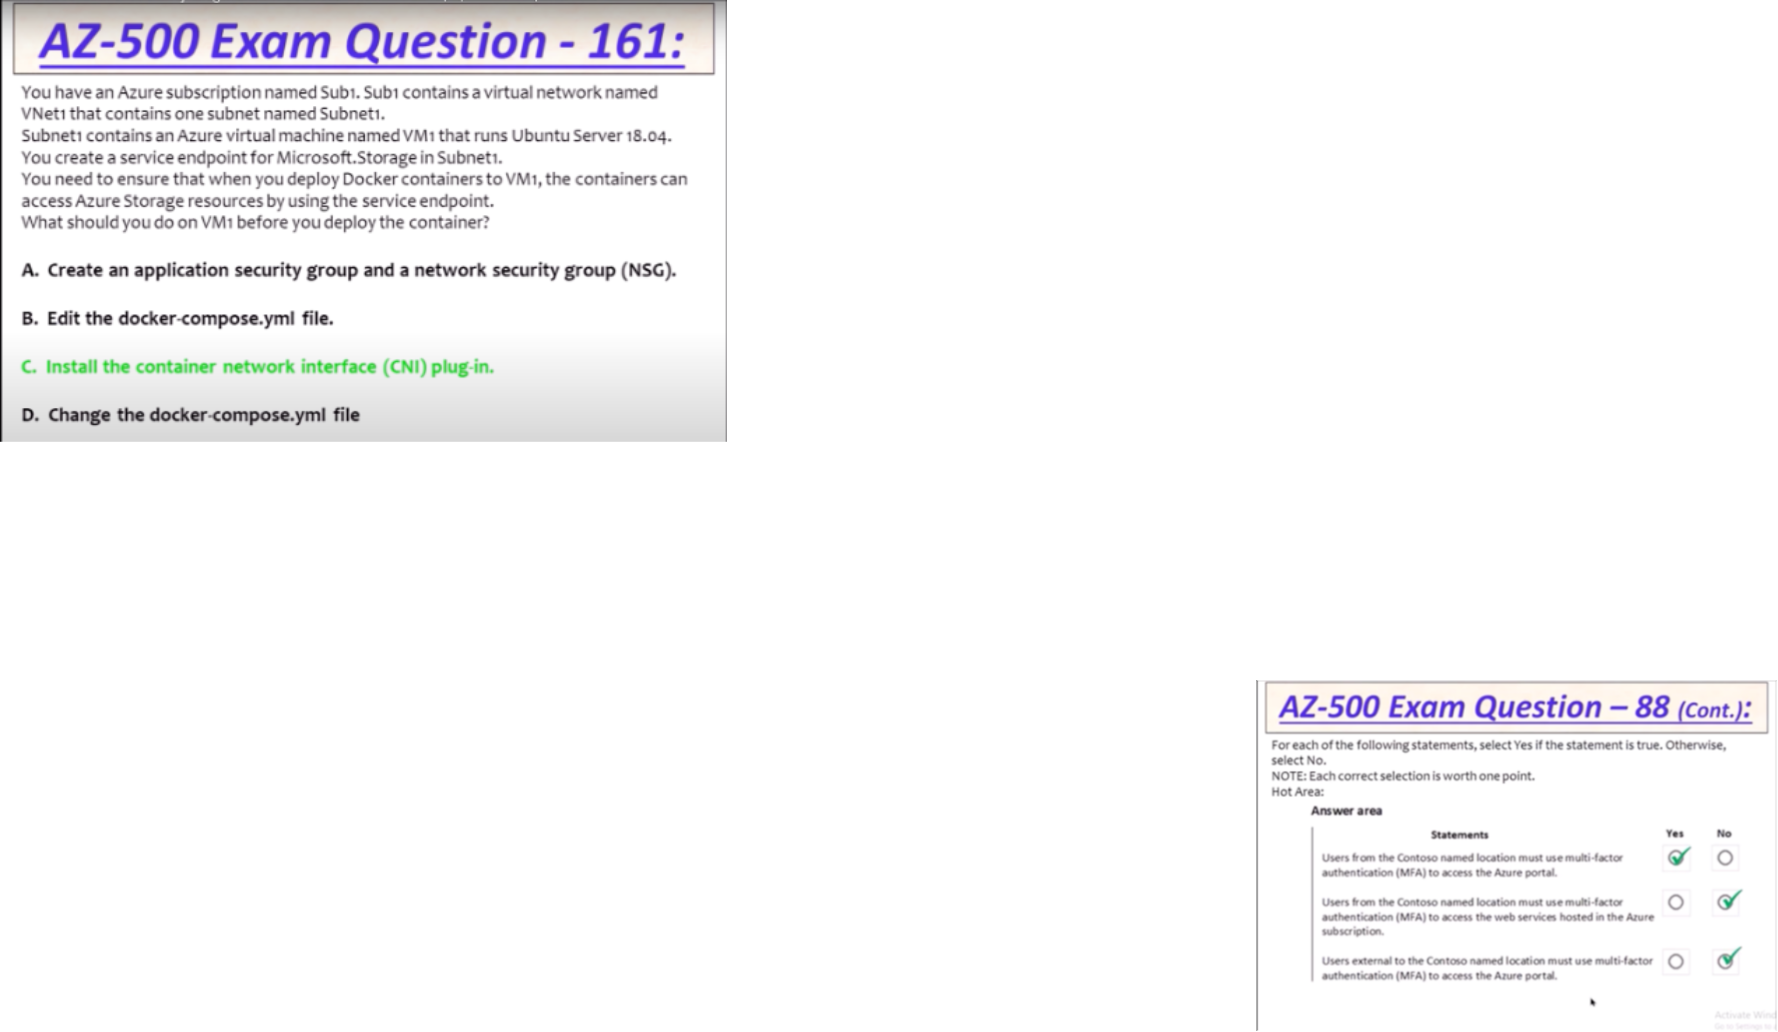 AZ-500 Exam Question - 161:
You have an Azure subscription named Sub1. Sub1 contains a virtual network named
VNet1 that contains one subnet named Subnet1.
Subnet1 contains an Azure virtual machine named VM1 that runs Ubuntu Server 18.04.
You create a service endpoint for Microsoft.Storage in Subnet1.
You need to ensure that when you deploy Docker containers to VM1, the containers can
access Azure Storage resources by using the service endpoint.
What should you do on VM1 before you deploy the container?
A. Create an application security group and a network security group (NSG).
B. Edit the docker-compose.yml file.
C. Install the container network interface (CNI) plug-in.
D. Change the docker-compose.yml file
AZ-500 Exam Question – 88 (Cont.):
For each of the following statements, select Yes if the statement is true. Otherwise,
select No.
NOTE: Each correct selection is worth one point.
Hot Area:
Answer area
Statements Yes No
Users from the Contoso named location must use multi-factor
authentication (MFA) to access the Azure portal.
Users from the Contoso named location must use multi-factor
authentication (MFA) to access the web services hosted in the Azure
subscription.
Users external to the Contoso named location must use multi-factor
authentication (MFA) to access the Azure portal.
Activate Wind